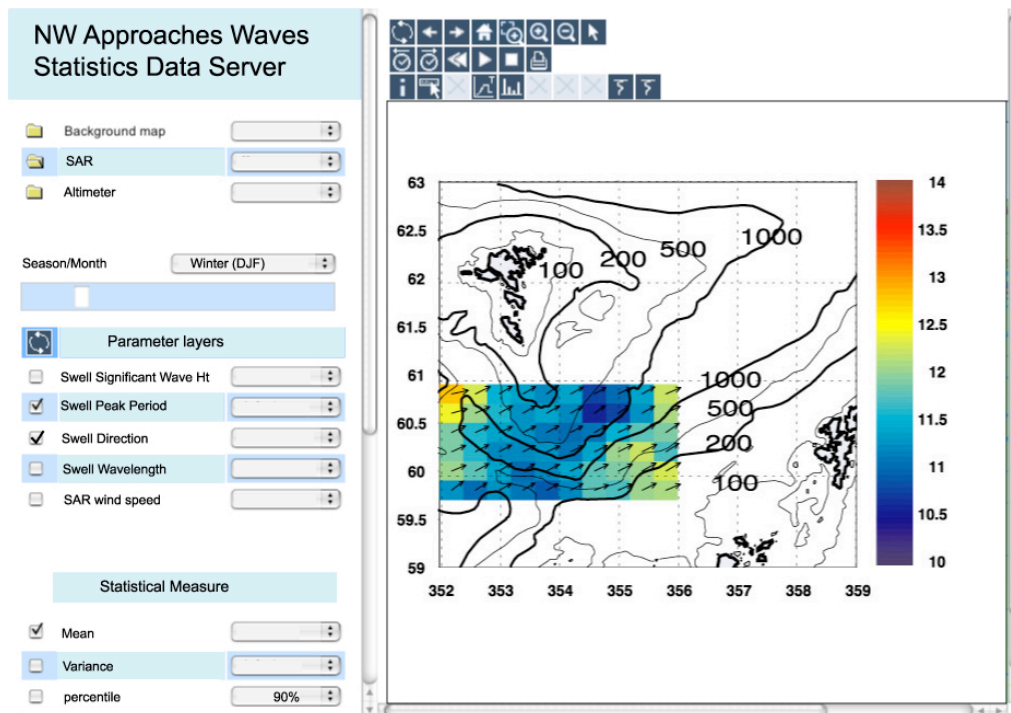 NW Approaches Waves
Statistics Data Server
Background map
SAR
Altimeter
Season/Month Winter (DJF)
Parameter layers
Swell Significant Wave Ht
Swell Peak Period
Swell Direction
Swell Wavelength
SAR wind speed
Statistical Measure
Mean
Variance
percentile 90%
63
62.5
62
61.5
61
60.5
60
59.5
59
352 353 354 355 356 357 358 359
1000
500
200
100
1000
500
200
100
14
13.5
13
12.5
12
11.5
11
10.5
10